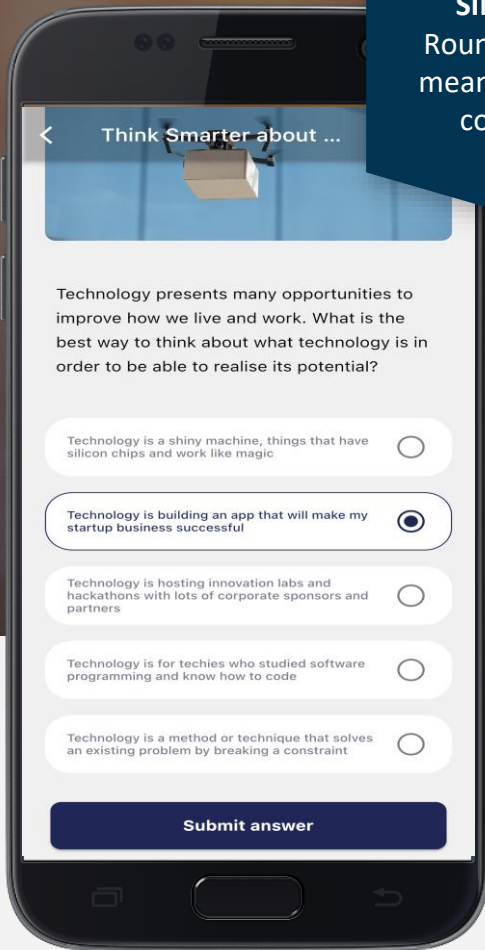 Think Smarter about ...
Technology presents many opportunities to
improve how we live and work. What is the
best way to think about what technology is in
order to be able to realise its potential?
Technology is a shiny machine, things that have
silicon chips and work like magic
Technology is building an app that will make my
startup business successful
Technology is hosting innovation labs and
hackathons with lots of corporate sponsors and
partners
Technology is for techies who studied software
programming and know how to code
Technology is a method or technique that solves
an existing problem by breaking a constraint
Submit answer